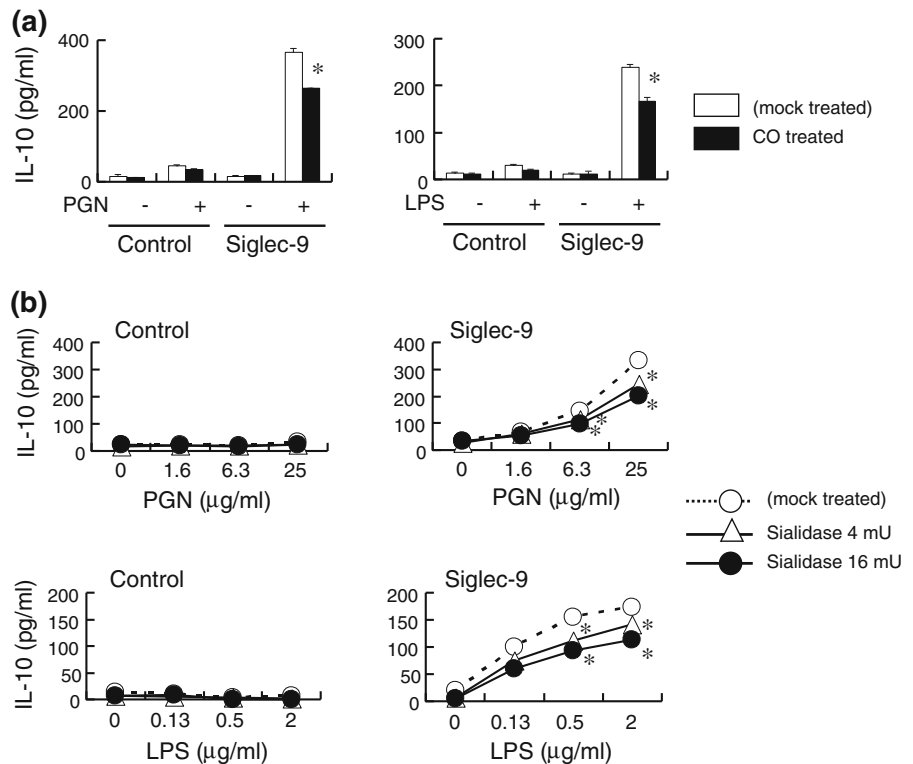 (a)
IL-10 (pg/ml)
400
200
0
PGN - + - +
Control Siglec-9
*
300
200
100
0
LPS - + - +
Control Siglec-9
*
(mock treated)
CO treated
(b)
Control
IL-10 (pg/ml)
400
300
200
100
0
0 1.6 6.3 25
PGN (μg/ml)
Siglec-9
400
300
200
100
0
* * * *
0 1.6 6.3 25
PGN (μg/ml)
(mock treated)
Sialidase 4 mU
Sialidase 16 mU
Control
IL-10 (pg/ml)
200
150
100
50
0
0 0.13 0.5 2
LPS (μg/ml)
Siglec-9
200
150
100
50
0
* * * *
0 0.13 0.5 2
LPS (μg/ml)